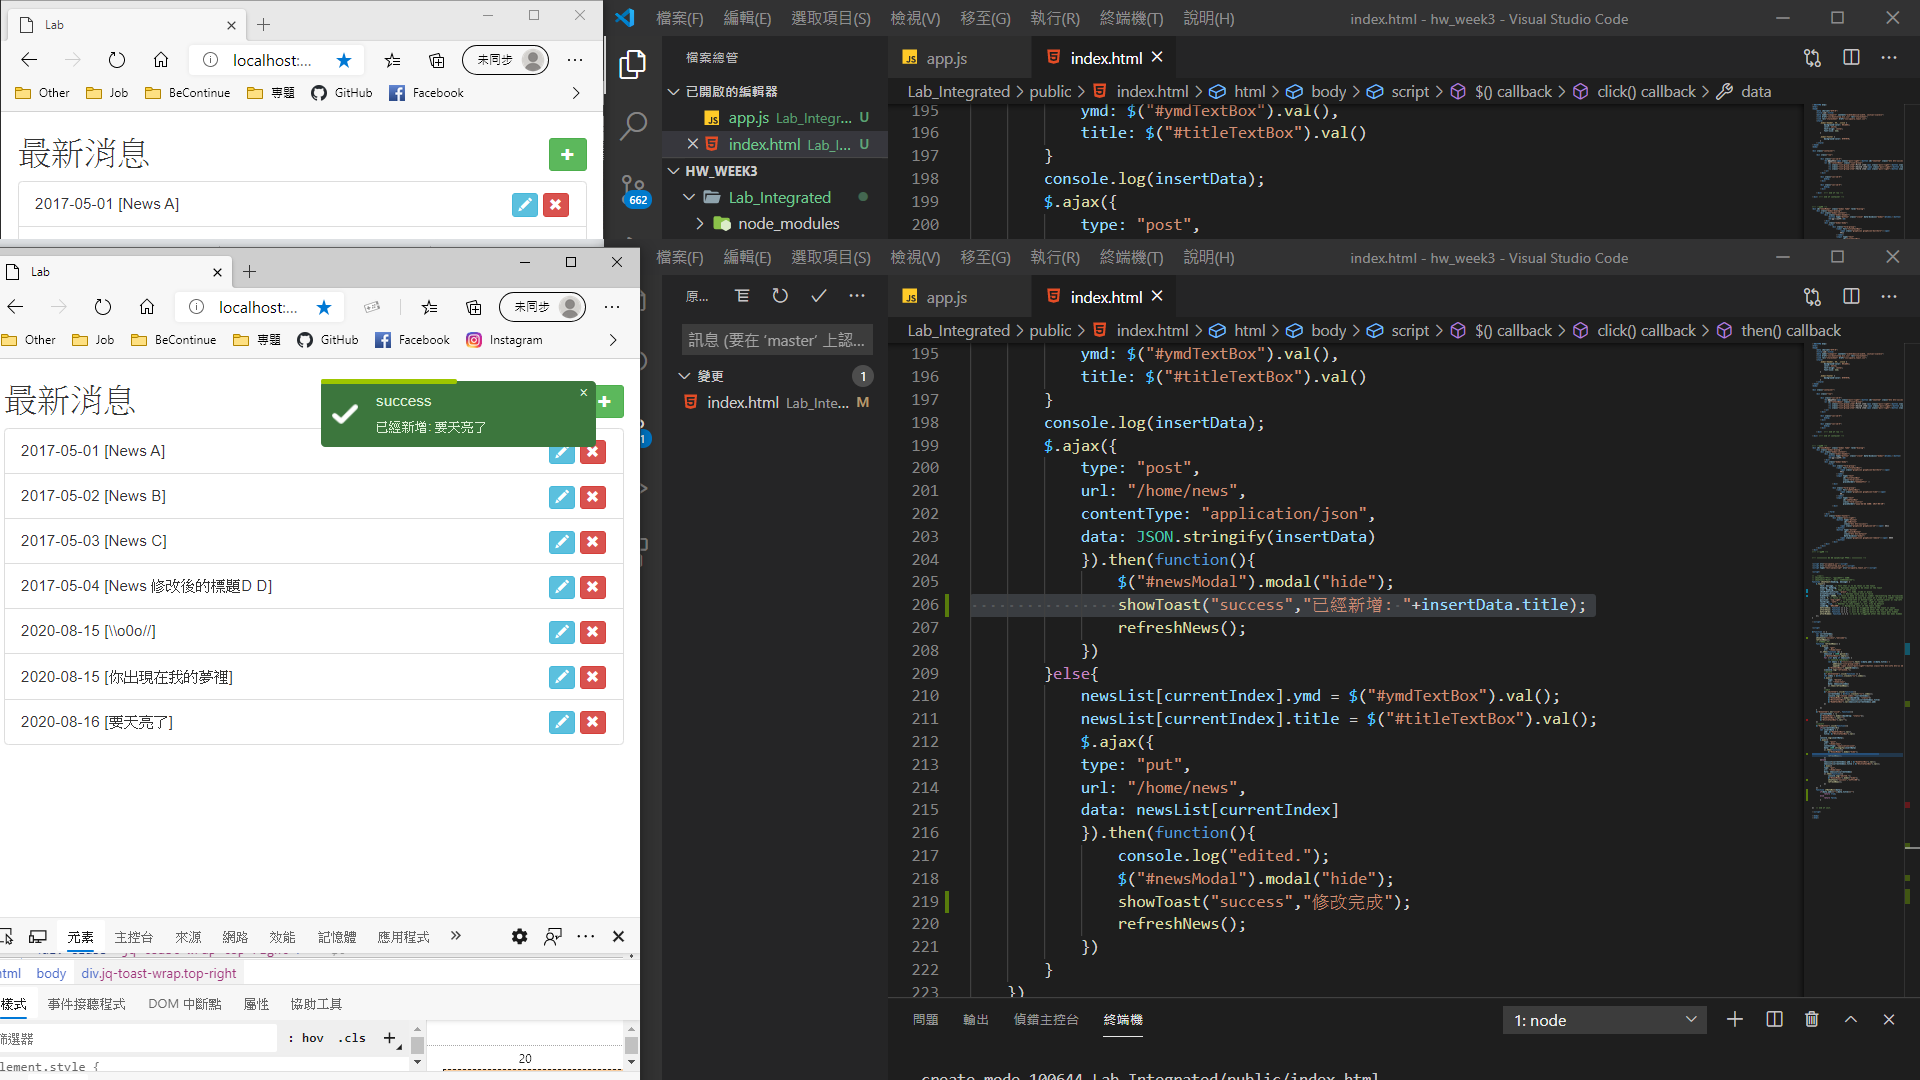 Lab
localhost:...
未同步
Other Job BeContinue 專題 GitHub Facebook
最新消息
2017-05-01 [News A]
檔案(F) 編輯(E) 選取項目(S) 檢視(V) 移至(G) 執行(R) 終端機(T) 說明(H)
index.html - hw_week3 - Visual Studio Code
檔案總管
已開啟的編輯器
app.js Lab_Integr... U
index.html Lab_I... U
HW_WEEK3
Lab_Integrated
node_modules
662
app.js index.html
Lab_Integrated > public > index.html > html > body > script > $() callback > click() callback > data
195 ymd: $("#ymdTextBox").val(),
196 title: $("#titleTextBox").val()
197 }
198 console.log(insertData);
199 $.ajax({
200 type: "post",
Lab
localhost:...
未同步
Other Job BeContinue 專題 GitHub Facebook Instagram
最新消息
success
已經新增: 要天亮了
2017-05-01 [News A]
2017-05-02 [News B]
2017-05-03 [News C]
2017-05-04 [News 修改後的標題D D]
2020-08-15 [\\o0o//]
2020-08-15 [你出現在我的夢裡]
2020-08-16 [要天亮了]
元素 主控台 來源 網路 效能 記憶體 應用程式
html body div.jq-toast-wrap.top-right
樣式 事件接聽程式 DOM 中斷點 屬性 協助工具
篩選器 :hov .cls
element.style {
20
檔案(F) 編輯(E) 選取項目(S) 檢視(V) 移至(G) 執行(R) 終端機(T) 說明(H)
index.html - hw_week3 - Visual Studio Code
原...
訊息 (要在 'master' 上認...
變更 1
index.html Lab_Inte... M
1
app.js index.html
Lab_Integrated > public > index.html > html > body > script > $() callback > click() callback > then() callback
195 ymd: $("#ymdTextBox").val(),
196 title: $("#titleTextBox").val()
197 }
198 console.log(insertData);
199 $.ajax({
200 type: "post",
201 url: "/home/news",
202 contentType: "application/json",
203 data: JSON.stringify(insertData)
204 }).then(function(){
205 $("#newsModal").modal("hide");
206 showToast("success","已經新增: "+insertData.title);
207 refreshNews();
208 })
209 }else{
210 newsList[currentIndex].ymd = $("#ymdTextBox").val();
211 newsList[currentIndex].title = $("#titleTextBox").val();
212 $.ajax({
213 type: "put",
214 url: "/home/news",
215 data: newsList[currentIndex]
216 }).then(function(){
217 console.log("edited.");
218 $("#newsModal").modal("hide");
219 showToast("success","修改完成");
220 refreshNews();
221 })
222 }
223 })
問題 輸出 偵錯主控台 終端機
1: node
create mode 100644 Lab_Integrated/public/index.html